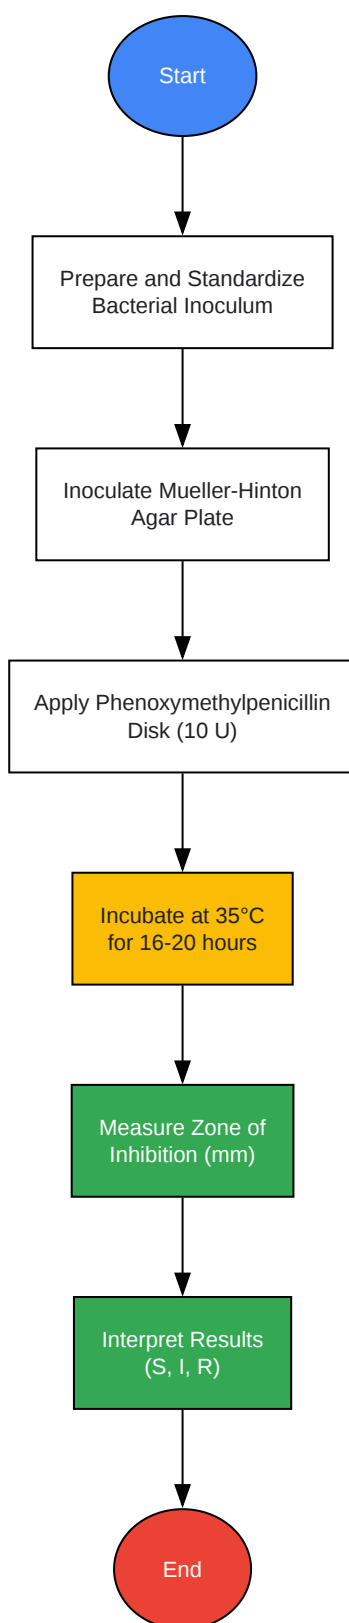 Start
Prepare and Standardize
Bacterial Inoculum
Inoculate Mueller-Hinton
Agar Plate
Apply Phenoxymethylpenicillin
Disk (10 U)
Incubate at 35°C
for 16-20 hours
Measure Zone of
Inhibition (mm)
Interpret Results
(S, I, R)
End